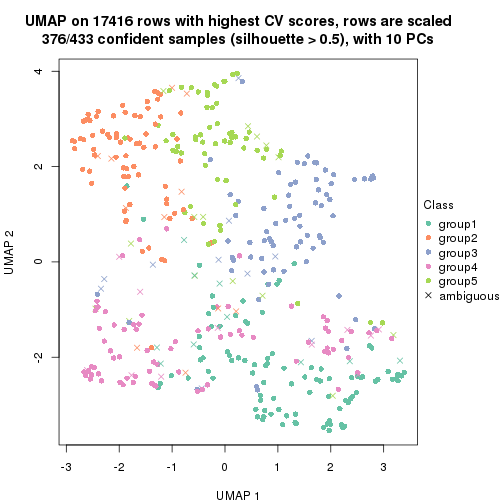 UMAP on 17416 rows with highest CV scores, rows are scaled
376/433 confident samples (silhouette > 0.5), with 10 PCs
4
2
0
-2
UMAP 2
-3
-2
-1
0
1
2
3
UMAP 1
Class
group1
group2
group3
group4
group5
ambiguous